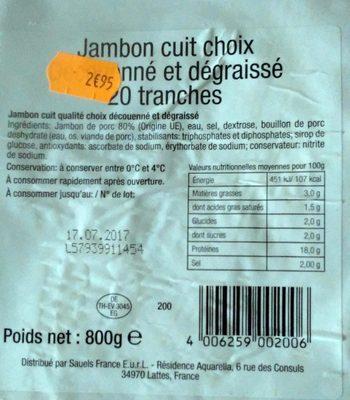 Jambon cuit choix
nné et dégraissé
2€95
20 tranches
Jambon cuit qualité choix découenné et dégraissé
Ingrédients: Jambon de porc 80% (Origine UE), eau, sel, dextrose, bouillon de porc
deshydraté (eau, os, viande de porc), stabilisants: triphosphates et diphosphates; sirop de
glucose, antioxydants: ascorbate de sodium, érythorbate de sodium; conservateur: nitrite
de sodium.
Conservation: à conserver entre 0°C et 4°C
A consommer rapidement après ouverture.
A consommer jusqu'au: / N° de lot:
Valeurs nutritionnelles moyennes pour 100g
Énergie 451 kJ/ 107 kcal
Matières grasses 3,0 g
dont acides gras saturés 1,5 g
Glucides 2,0 g
dont sucres 2,0 g
Protéines 18,0 g
Sel 2,00 g
17.07.2017
L57939911454
DE
TH-EV-3045
EG
200
Poids net : 800g e
4 006259 002006
Distribué par Sauels France E.u.r.L. - Résidence Aquarelia, 6 rue des Consuls
34970 Lattes, France